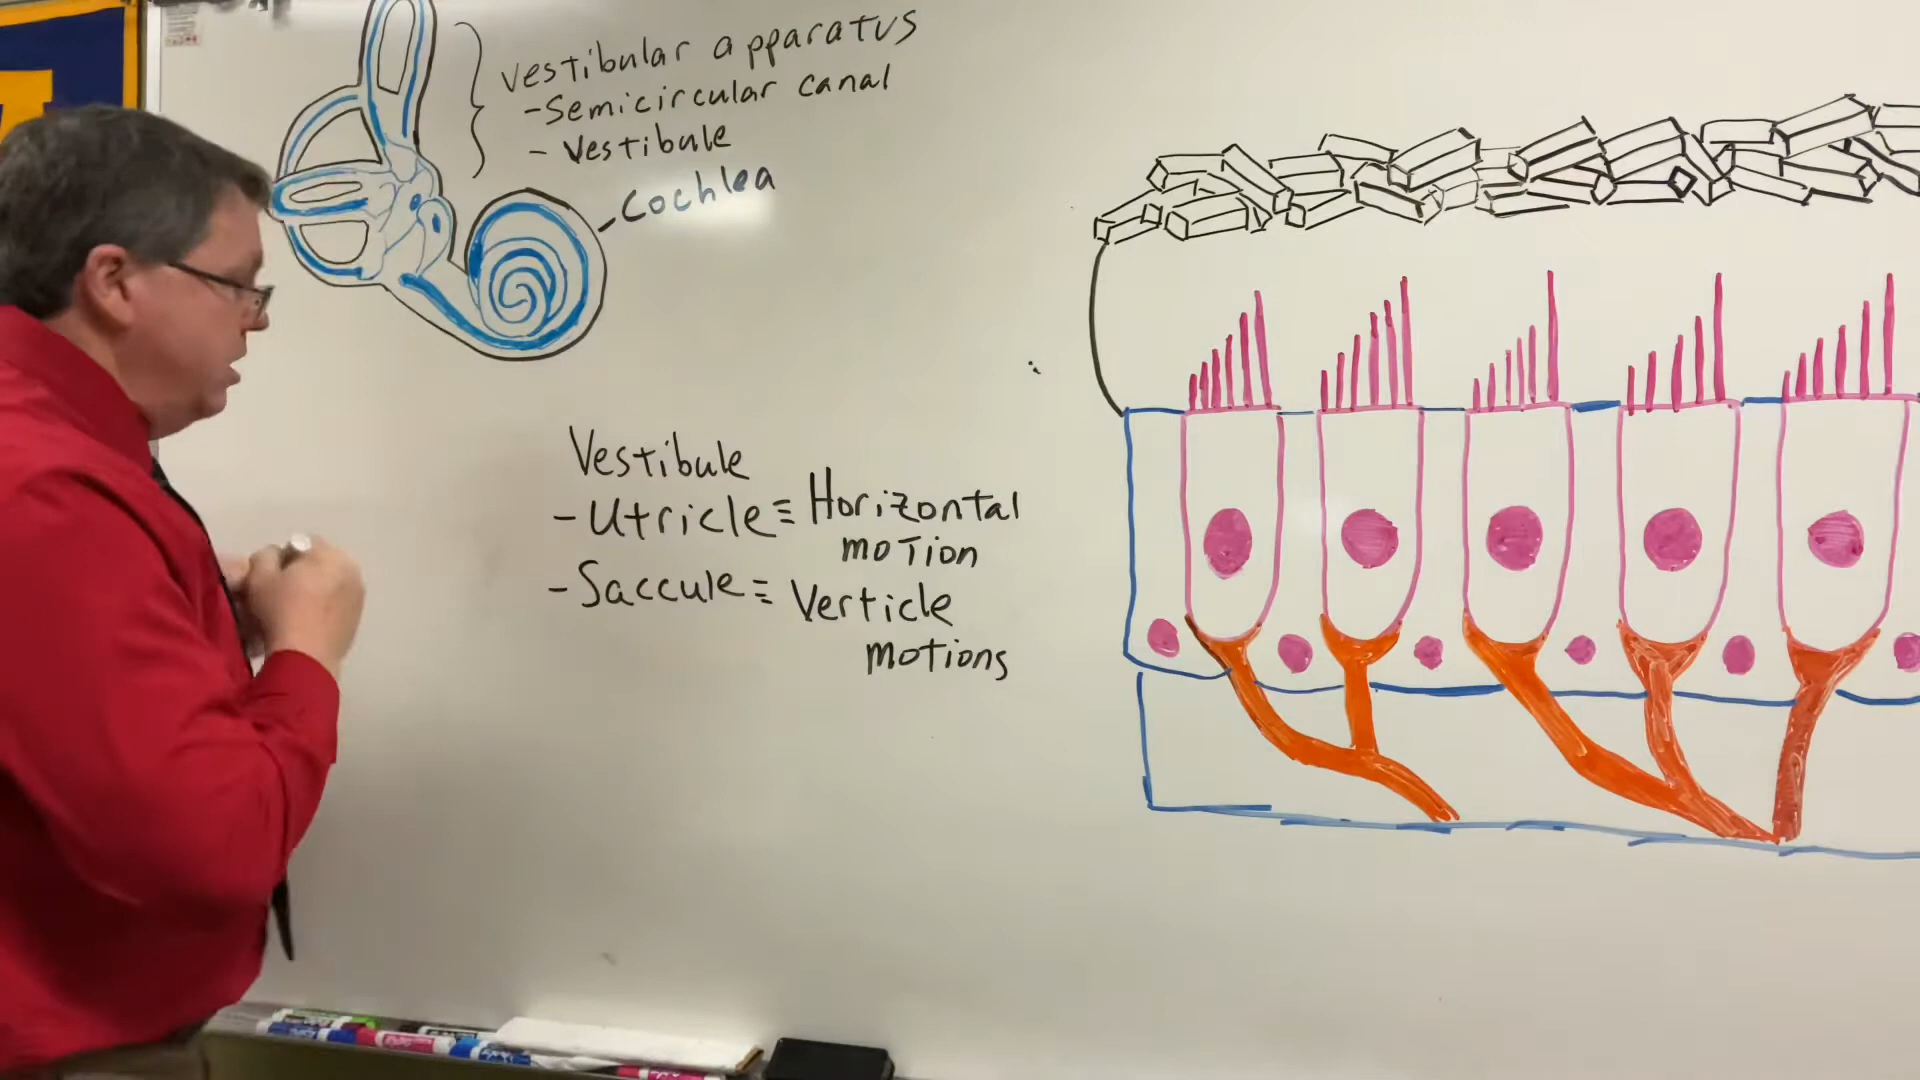 Vestibular apparatus
- Semicircular canal
- Vestibule
Cochlea
Vestibule
- Utricle ≡ Horizontal
motion
- Saccule ≡ Verticle
motions